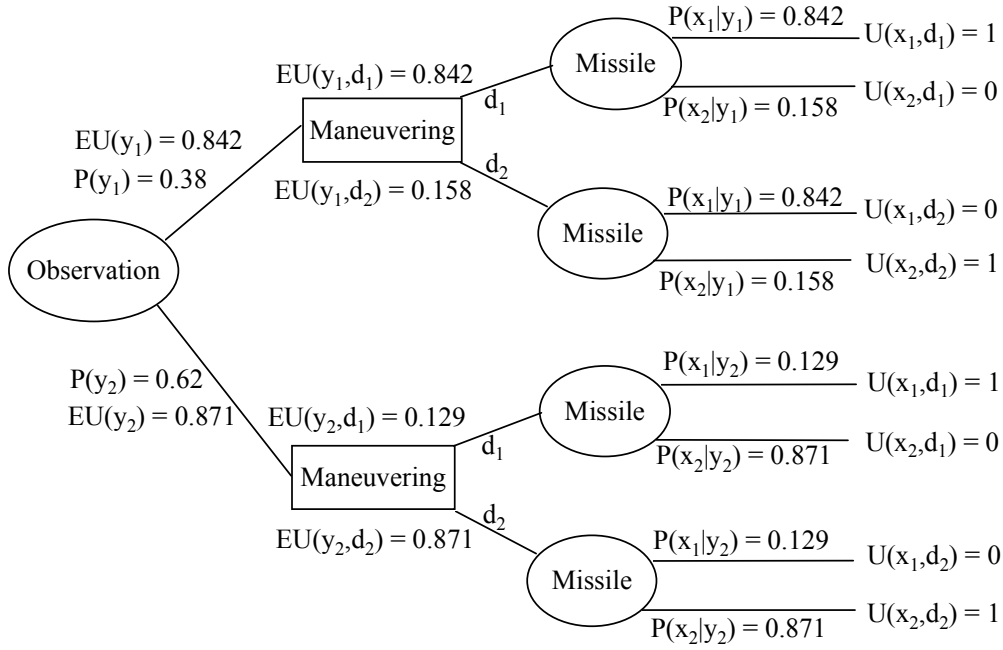 P(x₁|y₁) = 0.842
U(x₁,d₁) = 1
Missile
EU(y₁,d₁) = 0.842
d₁
P(x₂|y₁) = 0.158
U(x₂,d₁) = 0
Maneuvering
EU(y₁) = 0.842
P(y₁) = 0.38
d₂
EU(y₁,d₂) = 0.158
P(x₁|y₁) = 0.842
U(x₁,d₂) = 0
Missile
P(x₂|y₁) = 0.158
U(x₂,d₂) = 1
Observation
P(y₂) = 0.62
EU(y₂) = 0.871
P(x₁|y₂) = 0.129
U(x₁,d₁) = 1
Missile
EU(y₂,d₁) = 0.129
d₁
P(x₂|y₂) = 0.871
U(x₂,d₁) = 0
Maneuvering
d₂
EU(y₂,d₂) = 0.871
P(x₁|y₂) = 0.129
U(x₁,d₂) = 0
Missile
P(x₂|y₂) = 0.871
U(x₂,d₂) = 1